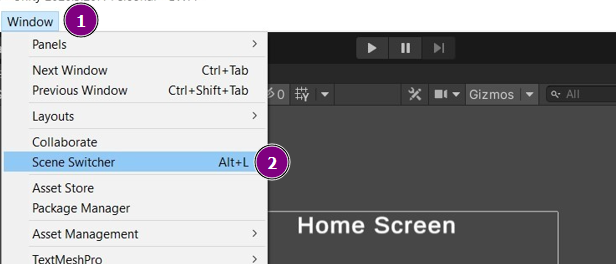 Window
1
Panels
Next Window Ctrl+Tab
Previous Window Ctrl+Shift+Tab
Layouts
Collaborate
Scene Switcher Alt+L
2
Asset Store
Package Manager
Asset Management
TextMeshPro
0
Gizmos
All
Home Screen